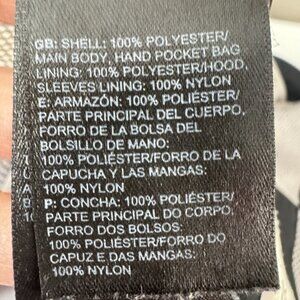 GB: SHELL: 100% POLYESTER/
MAIN BODY, HAND POCKET BAG
LINING: 100% POLYESTER/HOOD,
SLEEVES LINING: 100% NYLON
E: ARMAZÓN: 100% POLIÉSTER/
PARTE PRINCIPAL DEL CUERPO,
FORRO DE LA BOLSA DEL
BOLSILLO DE MANO:
100% POLIÉSTER/FORRO DE LA
CAPUCHA Y LAS MANGAS:
100% NYLON
P: CONCHA: 100% POLIÉSTER/
PARTE PRINCIPAL DO CORPO,
FORRO DOS BOLSOS:
100% POLIÉSTER/FORRO DO
CAPUZ E DAS MANGAS:
100% NYLON